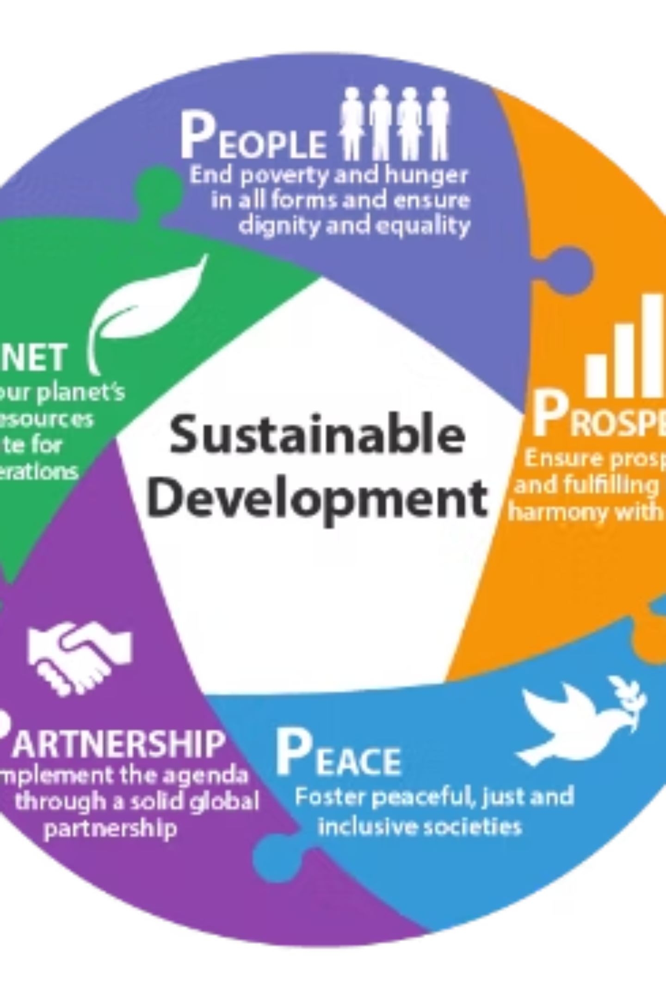 PEOPLE
End poverty and hunger
in all forms and ensure
dignity and equality
NET
our planet's
esources
te for
erations
Sustainable
Development
PROSPE
Ensure prosp
and fulfilling
harmony with
PARTNERSHIP
mplement the agenda
through a solid global
partnership
PEACE
Foster peaceful, just and
inclusive societies